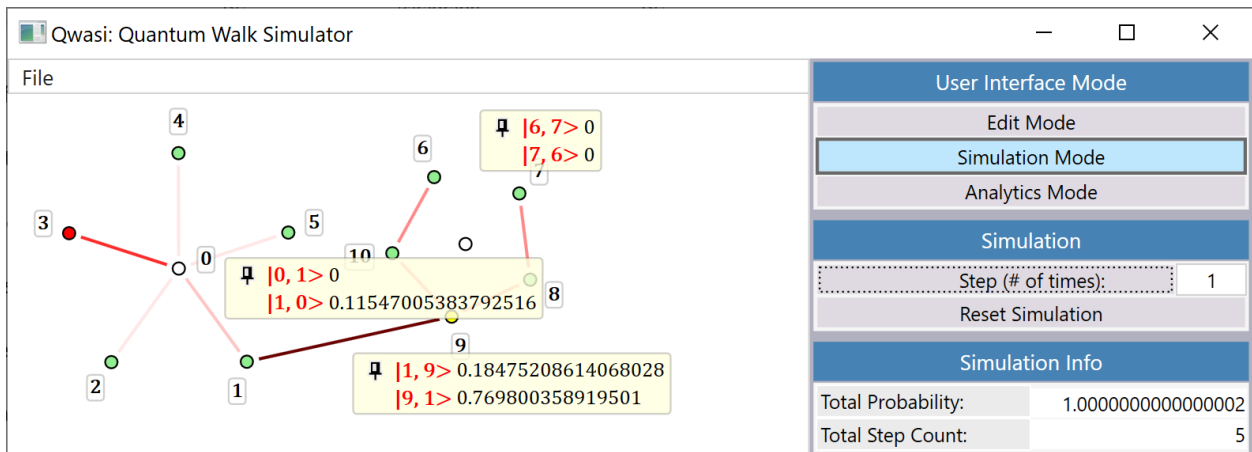 Qwasi: Quantum Walk Simulator
File
4
6
|6, 7> 0
|7, 6> 0
7
3
5
0
10
|0, 1> 0
|1, 0> 0.11547005383792516
8
9
2
1
|1, 9> 0.18475208614068028
|9, 1> 0.769800358919501
User Interface Mode
Edit Mode
Simulation Mode
Analytics Mode
Simulation
Step (# of times): 1
Reset Simulation
Simulation Info
Total Probability: 1.0000000000000002
Total Step Count: 5